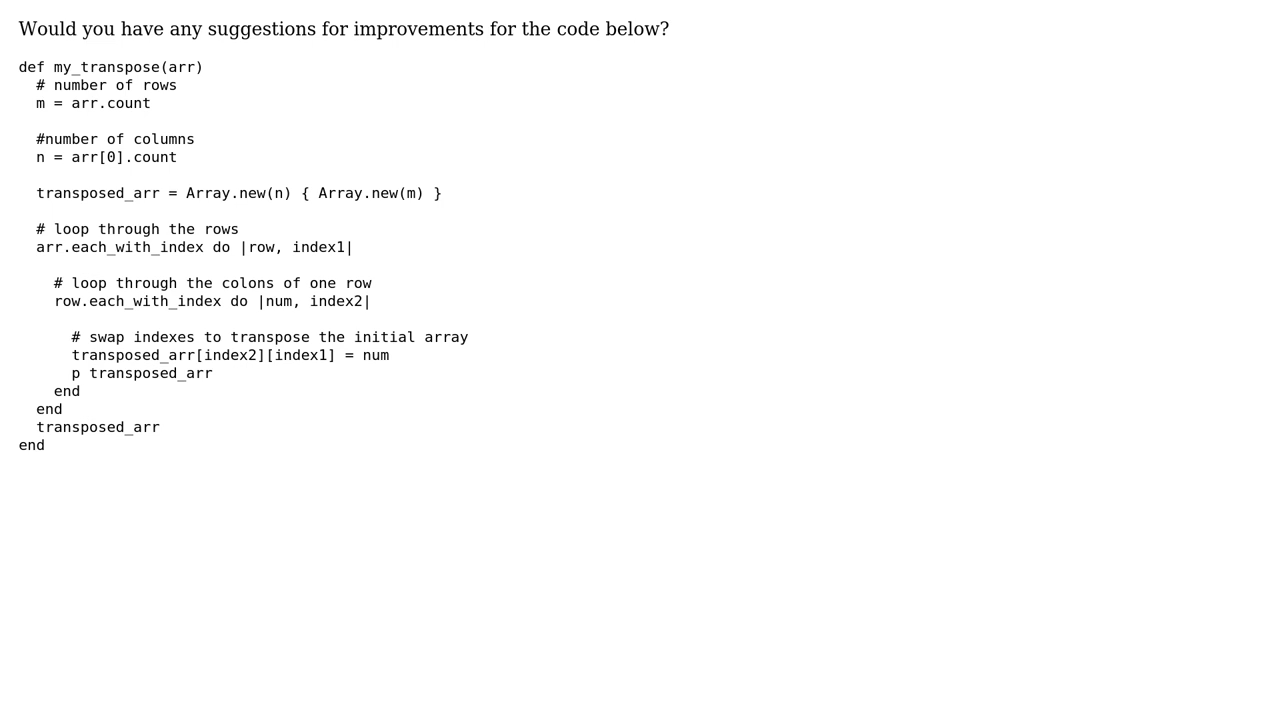 Would you have any suggestions for improvements for the code below?
def my_transpose(arr)
  # number of rows
  m = arr.count
  #number of columns
  n = arr[0].count
  transposed_arr = Array.new(n) { Array.new(m) }
  # loop through the rows
  arr.each_with_index do |row, index1|
    # loop through the colons of one row
    row.each_with_index do |num, index2|
      # swap indexes to transpose the initial array
      transposed_arr[index2][index1] = num
      p transposed_arr
    end
  end
  transposed_arr
end